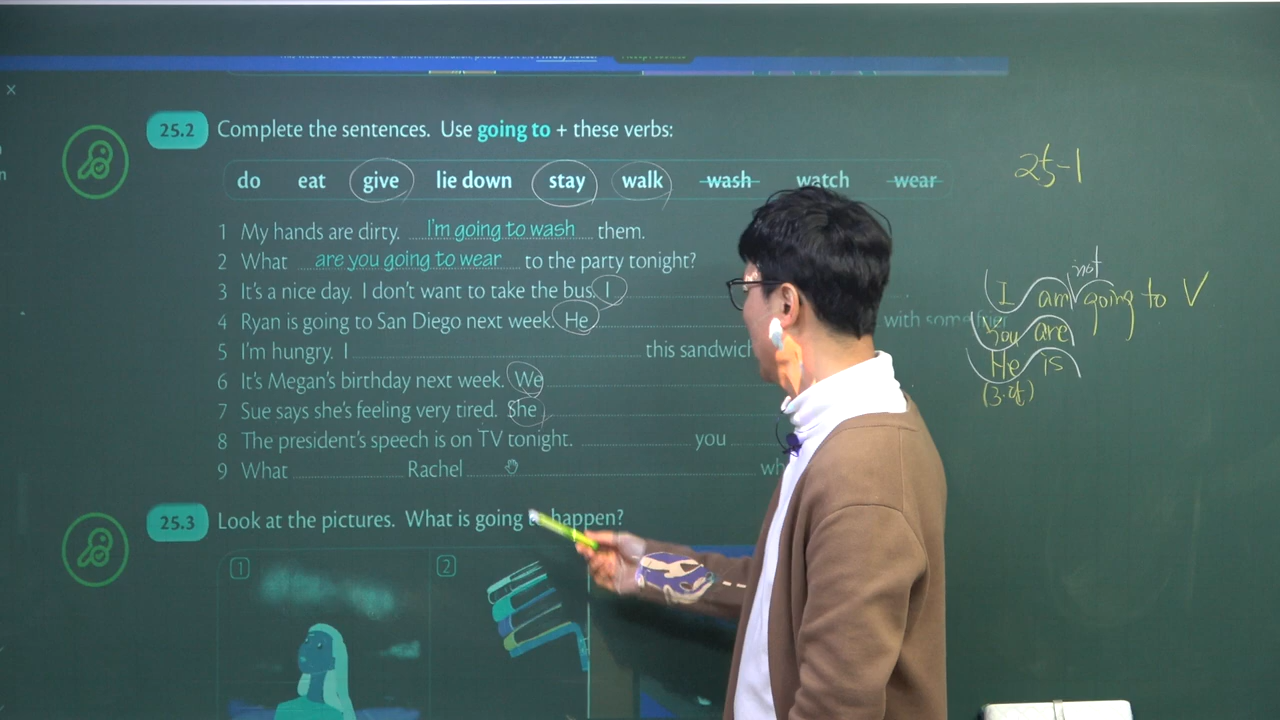 ×
25.2 Complete the sentences. Use going to + these verbs:
do eat give lie down stay walk wash watch wear
1 My hands are dirty. I'm going to wash them.
2 What are you going to wear to the party tonight?
3 It's a nice day. I don't want to take the bus. I
4 Ryan is going to San Diego next week. He with some frier
5 I'm hungry. I this sandwich
6 It's Megan's birthday next week. We
7 Sue says she's feeling very tired. She
8 The president's speech is on TV tonight. you
9 What Rachel wh
25.3 Look at the pictures. What is going to happen?
1 2
25-1
not
I am going to V
You are
He is